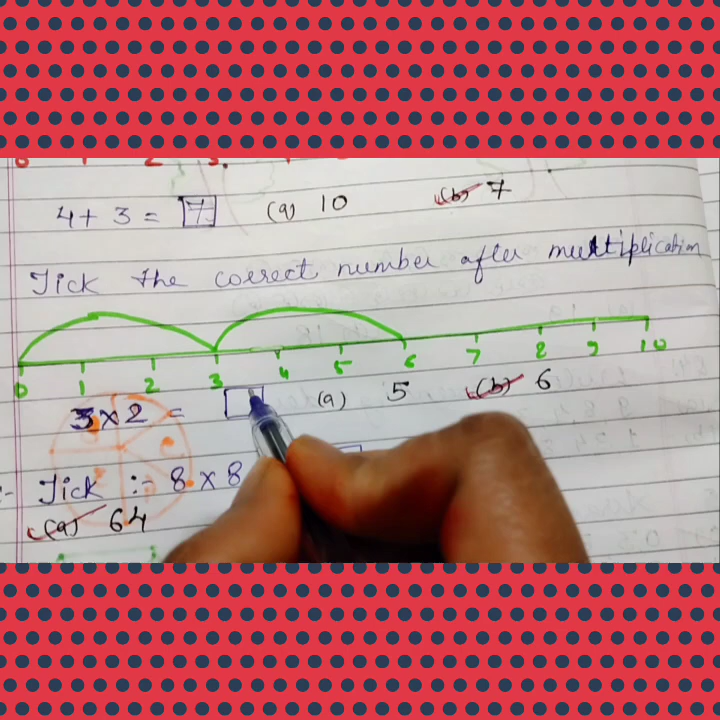 4 + 3 = 7 (a) 10 (b) 7
Tick the correct number after multiplication
0 1 2 3 4 5 6 7 8 9 10
3 × 2 = (a) 5 (b) 6
:- Tick :- 8 × 8
(a) 64